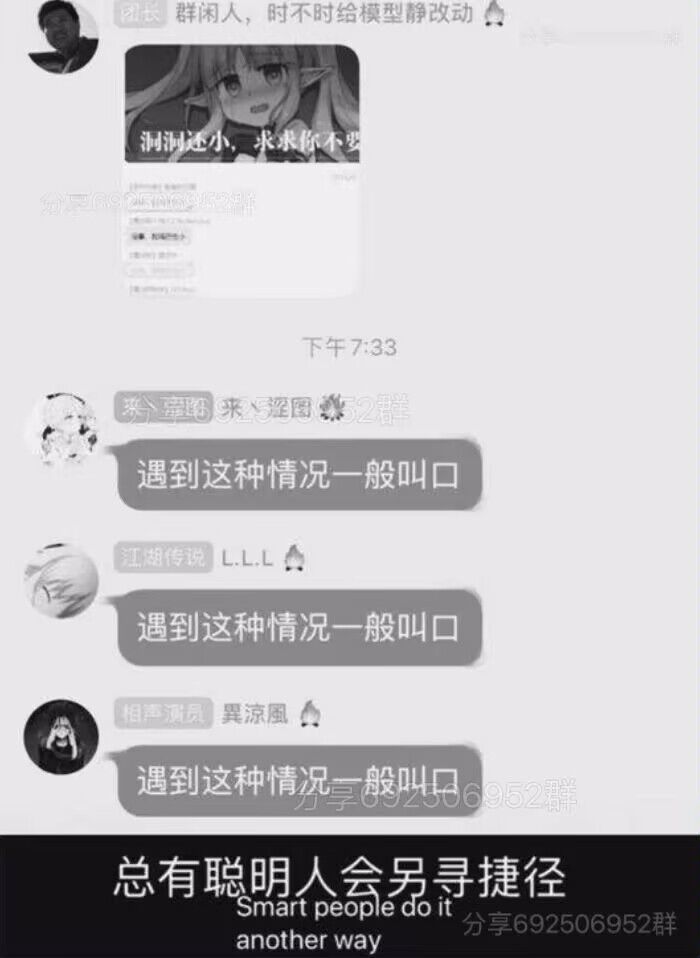 团长 群闲人，时不时给模型静改动
洞洞还小，求求你不要
分享692506952群
下午7:33
来丶涩图 来丶涩图
分享692506952群
遇到这种情况一般叫口
江湖传说 L.L.L
遇到这种情况一般叫口
相声演员 異涼風
遇到这种情况一般叫口
分享692506952群
总有聪明人会另寻捷径
Smart people do it
another way
分享692506952群